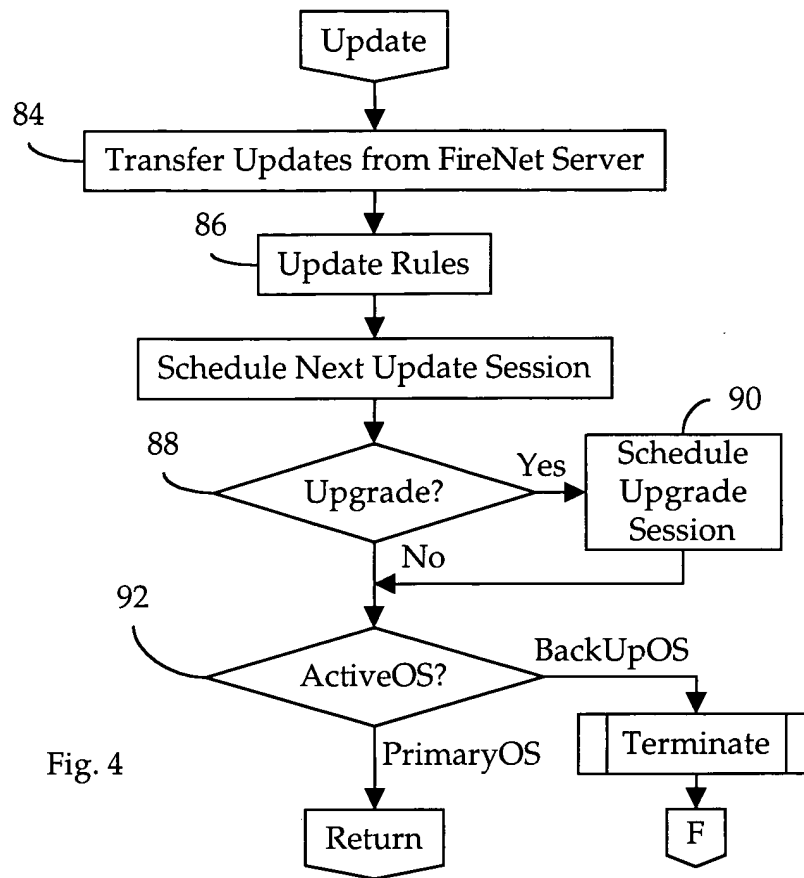 Update
84
Transfer Updates from FireNet Server
86
Update Rules
Schedule Next Update Session
90
88
Upgrade?
Yes
Schedule
Upgrade
Session
No
92
ActiveOS?
BackUpOS
Terminate
PrimaryOS
Fig. 4
Return
F